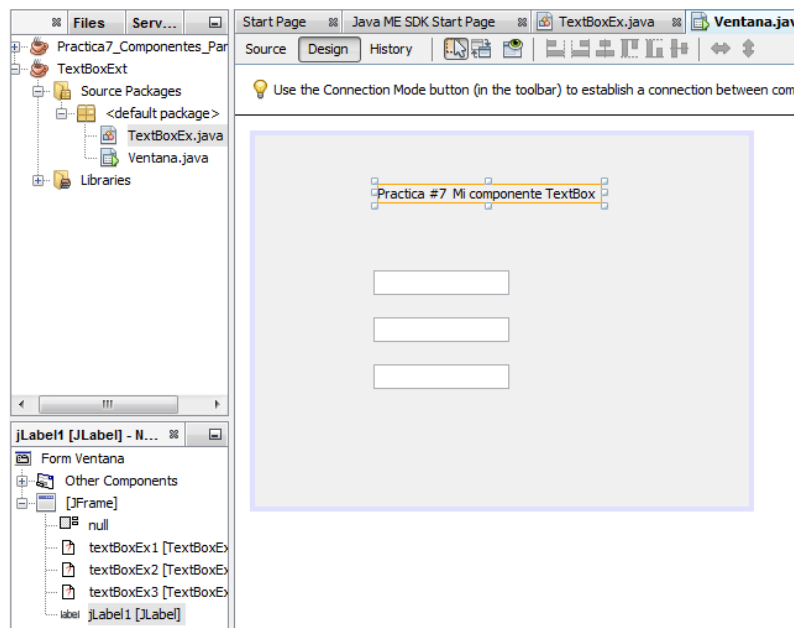 Files Serv...
Practica7_Componentes_Par
TextBoxExt
Source Packages
<default package>
TextBoxEx.java
Ventana.java
Libraries
jLabel1 [JLabel] - N...
Form Ventana
Other Components
[JFrame]
null
textBoxEx1 [TextBoxEx
textBoxEx2 [TextBoxEx
textBoxEx3 [TextBoxEx
label jLabel1 [JLabel]
Start Page Java ME SDK Start Page TextBoxEx.java Ventana.jav
Source Design History
Use the Connection Mode button (in the toolbar) to establish a connection between com
Practica #7 Mi componente TextBox